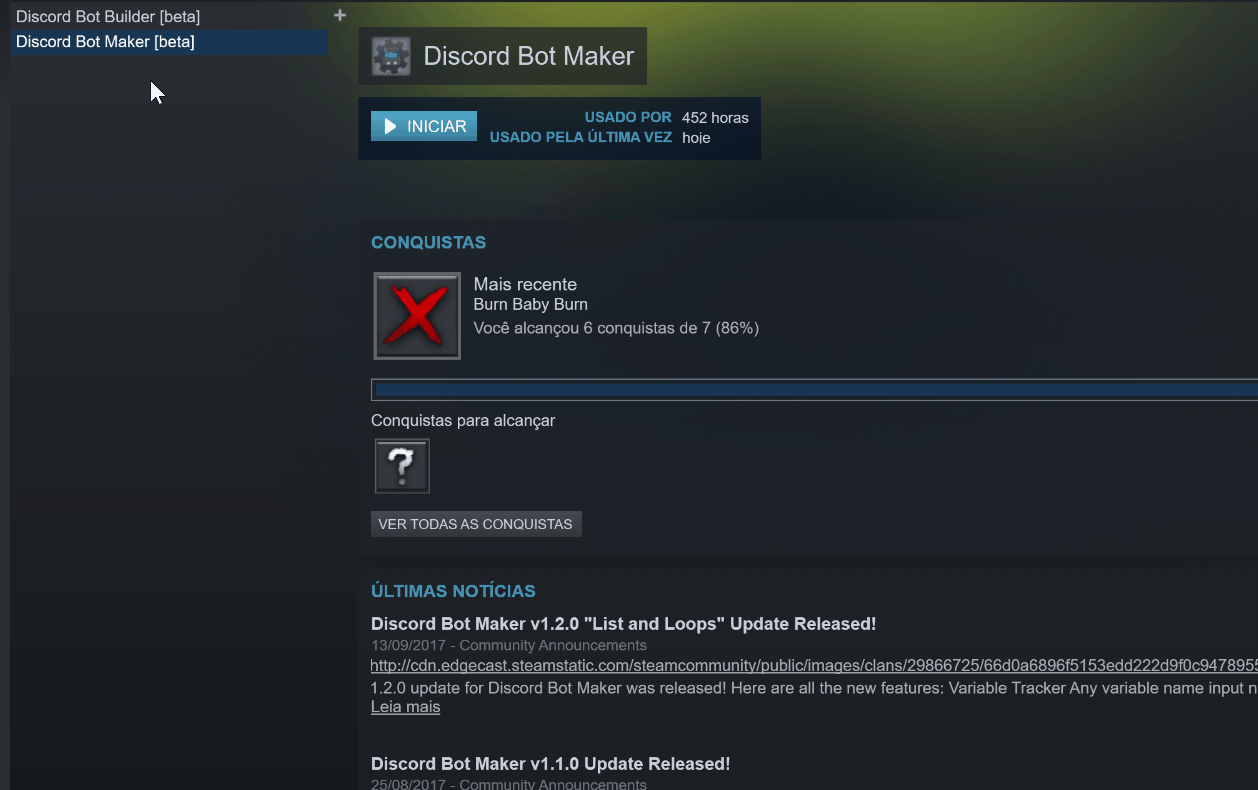 Discord Bot Builder [beta]
Discord Bot Maker [beta]
Discord Bot Maker
INICIAR
USADO POR 452 horas
USADO PELA ÚLTIMA VEZ hoje
CONQUISTAS
Mais recente
Burn Baby Burn
Você alcançou 6 conquistas de 7 (86%)
Conquistas para alcançar
VER TODAS AS CONQUISTAS
ÚLTIMAS NOTÍCIAS
Discord Bot Maker v1.2.0 "List and Loops" Update Released!
13/09/2017 - Community Announcements
http://cdn.edgecast.steamstatic.com/steamcommunity/public/images/clans/29866725/66d0a6896f5153edd222d9f0c947895
1.2.0 update for Discord Bot Maker was released! Here are all the new features: Variable Tracker Any variable name input n
Leia mais
Discord Bot Maker v1.1.0 Update Released!
25/08/2017 - Community Announcements